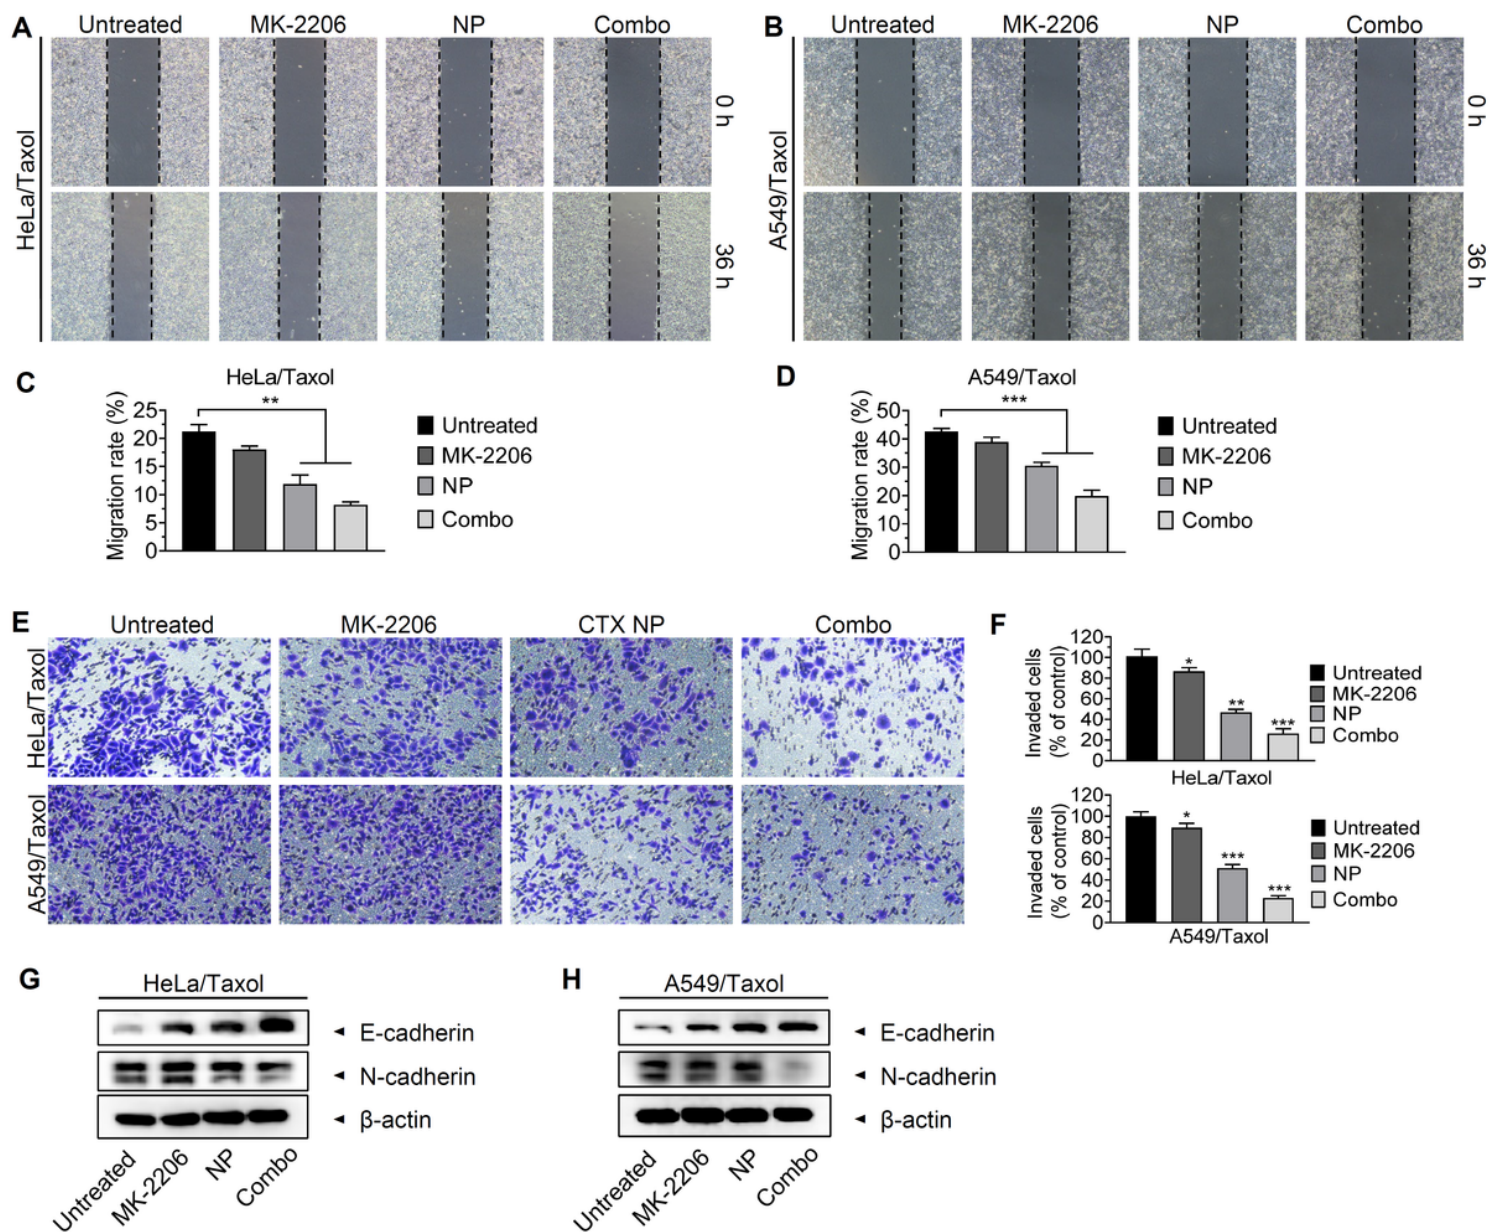 A
Untreated MK-2206 NP Combo
HeLa/Taxol
0 h
36 h
B
Untreated MK-2206 NP Combo
A549/Taxol
0 h
36 h
C
HeLa/Taxol
Migration rate (%)
25
20
15
10
5
0
**
Untreated
MK-2206
NP
Combo
D
A549/Taxol
Migration rate (%)
50
40
30
20
10
0
***
Untreated
MK-2206
NP
Combo
E
Untreated MK-2206 CTX NP Combo
HeLa/Taxol
A549/Taxol
F
Invaded cells
(% of control)
120
100
80
60
40
20
0
* ** ***
Untreated
MK-2206
NP
Combo
HeLa/Taxol
Invaded cells
(% of control)
120
100
80
60
40
20
0
* *** ***
Untreated
MK-2206
NP
Combo
A549/Taxol
G
HeLa/Taxol
E-cadherin
N-cadherin
β-actin
Untreated MK-2206 NP Combo
H
A549/Taxol
E-cadherin
N-cadherin
β-actin
Untreated MK-2206 NP Combo